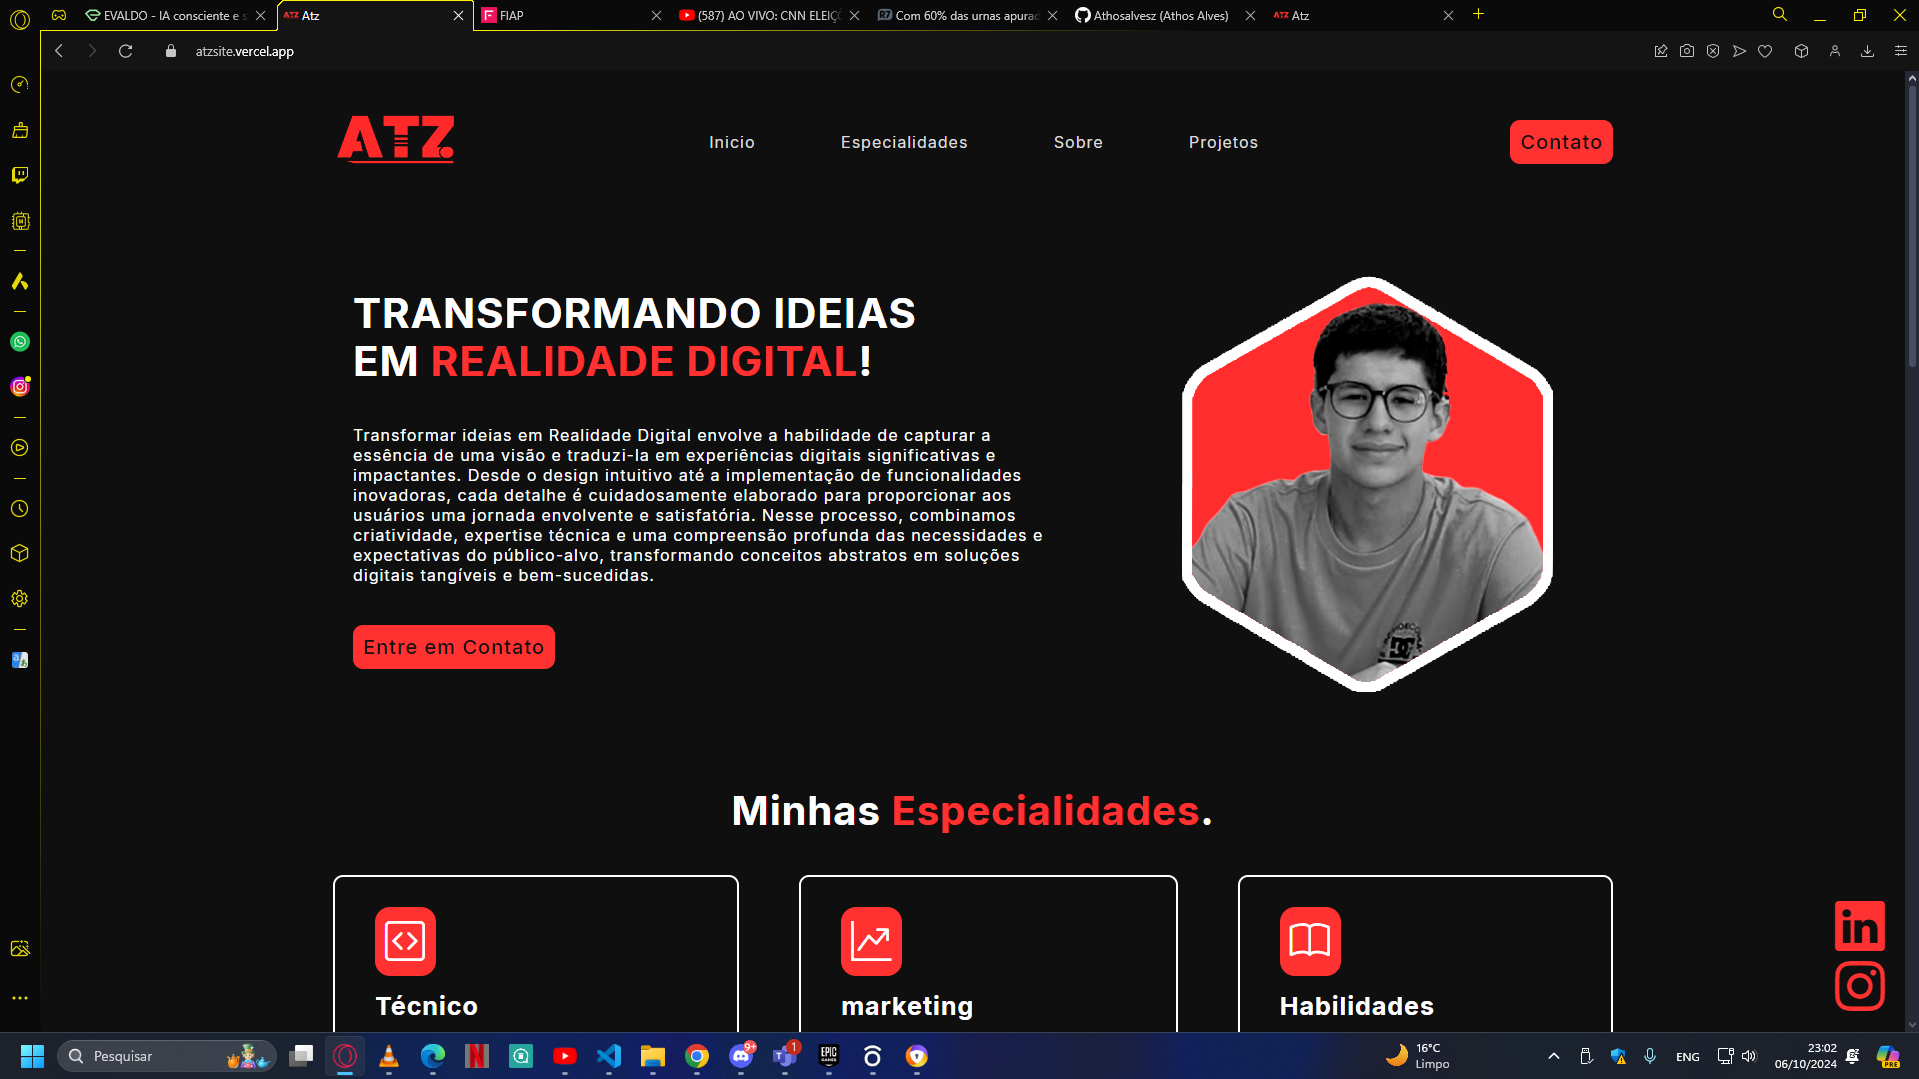 EVALDO - IA consciente e s
Atz
FIAP
(587) AO VIVO: CNN ELEIÇ
Com 60% das urnas apurad
Athosalvesz (Athos Alves)
Atz
atzsite.vercel.app
ATZ
Inicio
Especialidades
Sobre
Projetos
Contato
TRANSFORMANDO IDEIAS
EM REALIDADE DIGITAL!
Transformar ideias em Realidade Digital envolve a habilidade de capturar a
essência de uma visão e traduzi-la em experiências digitais significativas e
impactantes. Desde o design intuitivo até a implementação de funcionalidades
inovadoras, cada detalhe é cuidadosamente elaborado para proporcionar aos
usuários uma jornada envolvente e satisfatória. Nesse processo, combinamos
criatividade, expertise técnica e uma compreensão profunda das necessidades e
expectativas do público-alvo, transformando conceitos abstratos em soluções
digitais tangíveis e bem-sucedidas.
Entre em Contato
Minhas Especialidades.
Técnico
marketing
Habilidades
in
Pesquisar
9+
1
EPIC
GAMES
16°C
Limpo
ENG
23:02
06/10/2024
PRE